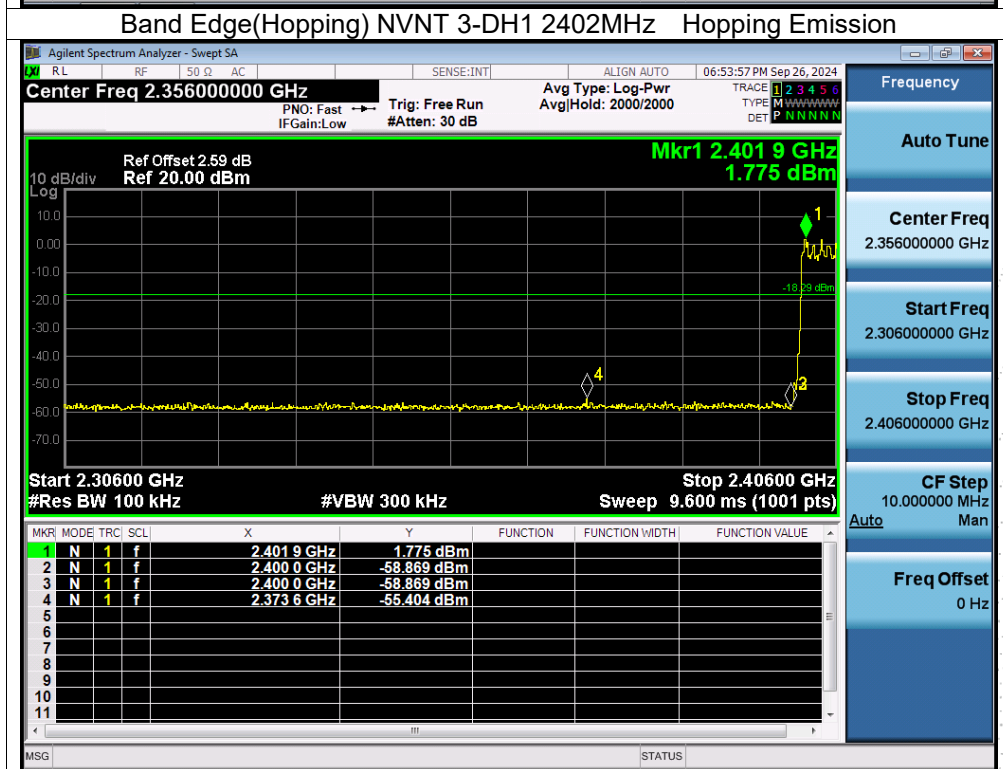 Band Edge(Hopping) NVNT 3-DH1 2402MHz Hopping Emission
Agilent Spectrum Analyzer - Swept SA
LXI RL RF 50 Ω AC SENSE:INT ALIGN AUTO 06:53:57 PM Sep 26, 2024
Center Freq 2.356000000 GHz
PNO: Fast
IFGain:Low
Trig: Free Run
#Atten: 30 dB
Avg Type: Log-Pwr
Avg|Hold: 2000/2000
TRACE 1 2 3 4 5 6
TYPE M WWWWW
DET P N N N N N
Frequency
Auto Tune
Center Freq
2.356000000 GHz
Start Freq
2.306000000 GHz
Stop Freq
2.406000000 GHz
CF Step
10.000000 MHz
Auto Man
Freq Offset
0 Hz
Mkr1 2.401 9 GHz
1.775 dBm
Ref Offset 2.59 dB
10 dB/div Ref 20.00 dBm
Log
10.0
0.00
-10.0
-20.0
-30.0
-40.0
-50.0
-60.0
-70.0
1
-18.29 dBm
4
Start 2.30600 GHz Stop 2.40600 GHz
#Res BW 100 kHz #VBW 300 kHz Sweep 9.600 ms (1001 pts)
MKR MODE TRC SCL X Y FUNCTION FUNCTION WIDTH FUNCTION VALUE
1 N 1 f 2.401 9 GHz 1.775 dBm
2 N 1 f 2.400 0 GHz -58.869 dBm
3 N 1 f 2.400 0 GHz -58.869 dBm
4 N 1 f 2.373 6 GHz -55.404 dBm
5
6
7
8
9
10
11
MSG STATUS